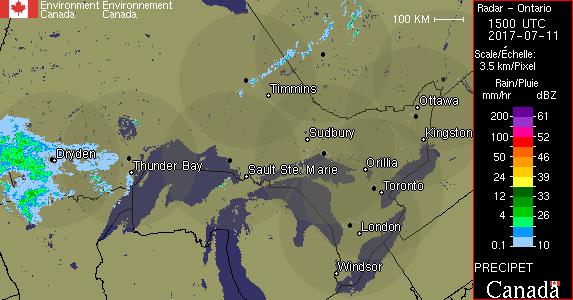 Environment Environnement
Canada Canada
100 KM
Radar - Ontario
1500 UTC
2017-07-11
Scale/Échelle:
3.5 km/Pixel
Rain/Pluie
mm/hr dBZ
200 61
100 52
50 46
24 39
12 33
4 26
0.1 10
PRECIPET
Canada
Timmins
Ottawa
Sudbury
Kingston
Dryden
Thunder Bay
Sault Ste. Marie
Orillia
Toronto
London
Windsor